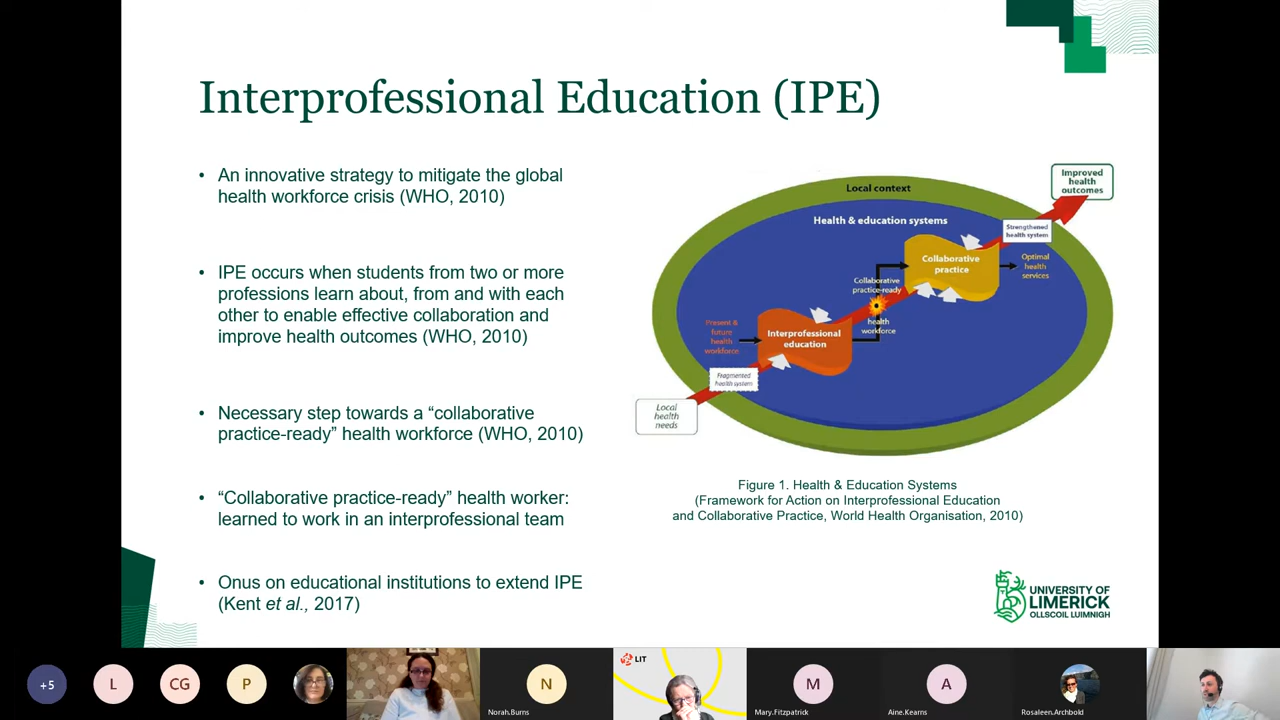 Interprofessional Education (IPE)
• An innovative strategy to mitigate the global
health workforce crisis (WHO, 2010)
• IPE occurs when students from two or more
professions learn about, from and with each
other to enable effective collaboration and
improve health outcomes (WHO, 2010)
• Necessary step towards a “collaborative
practice-ready” health workforce (WHO, 2010)
• “Collaborative practice-ready” health worker:
learned to work in an interprofessional team
• Onus on educational institutions to extend IPE
(Kent et al., 2017)
Improved
health
outcomes
Local context
Health & education systems
Strengthened
health system
Collaborative
practice
Optimal
health
services
Collaborative
practice-ready
health
workforce
Present &
future
health
workforce
Interprofessional
education
Fragmented
health system
Local
health
needs
Figure 1. Health & Education Systems
(Framework for Action on Interprofessional Education
and Collaborative Practice, World Health Organisation, 2010)
UNIVERSITY OF
LIMERICK
OLLSCOIL LUIMNIGH
+5
L
CG
P
N
Norah.Burns
LIT
M
Mary.Fitzpatrick
A
Aine.Kearns
Rosaleen.Archbold